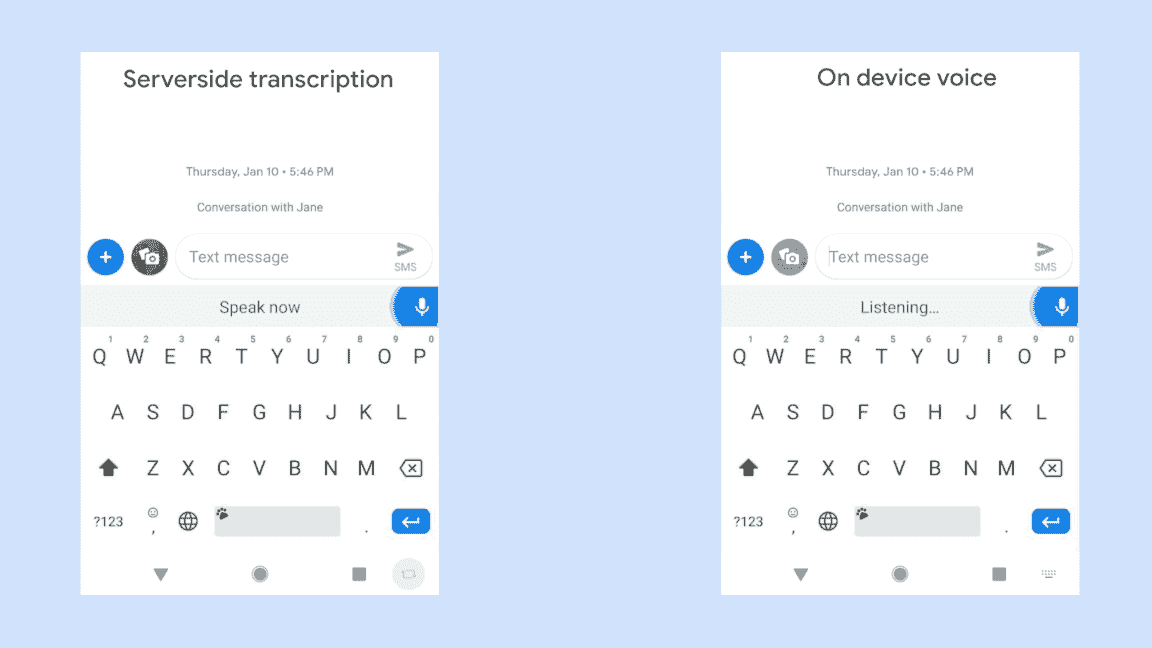 Serverside transcription
Thursday, Jan 10 • 5:46 PM
Conversation with Jane
Text message
SMS
Speak now
1 2 3 4 5 6 7 8 9 0
Q W E R T Y U I O P
A S D F G H J K L
Z X C V B N M
?123 , .
On device voice
Thursday, Jan 10 • 5:46 PM
Conversation with Jane
Text message
SMS
Listening...
1 2 3 4 5 6 7 8 9 0
Q W E R T Y U I O P
A S D F G H J K L
Z X C V B N M
?123 , .